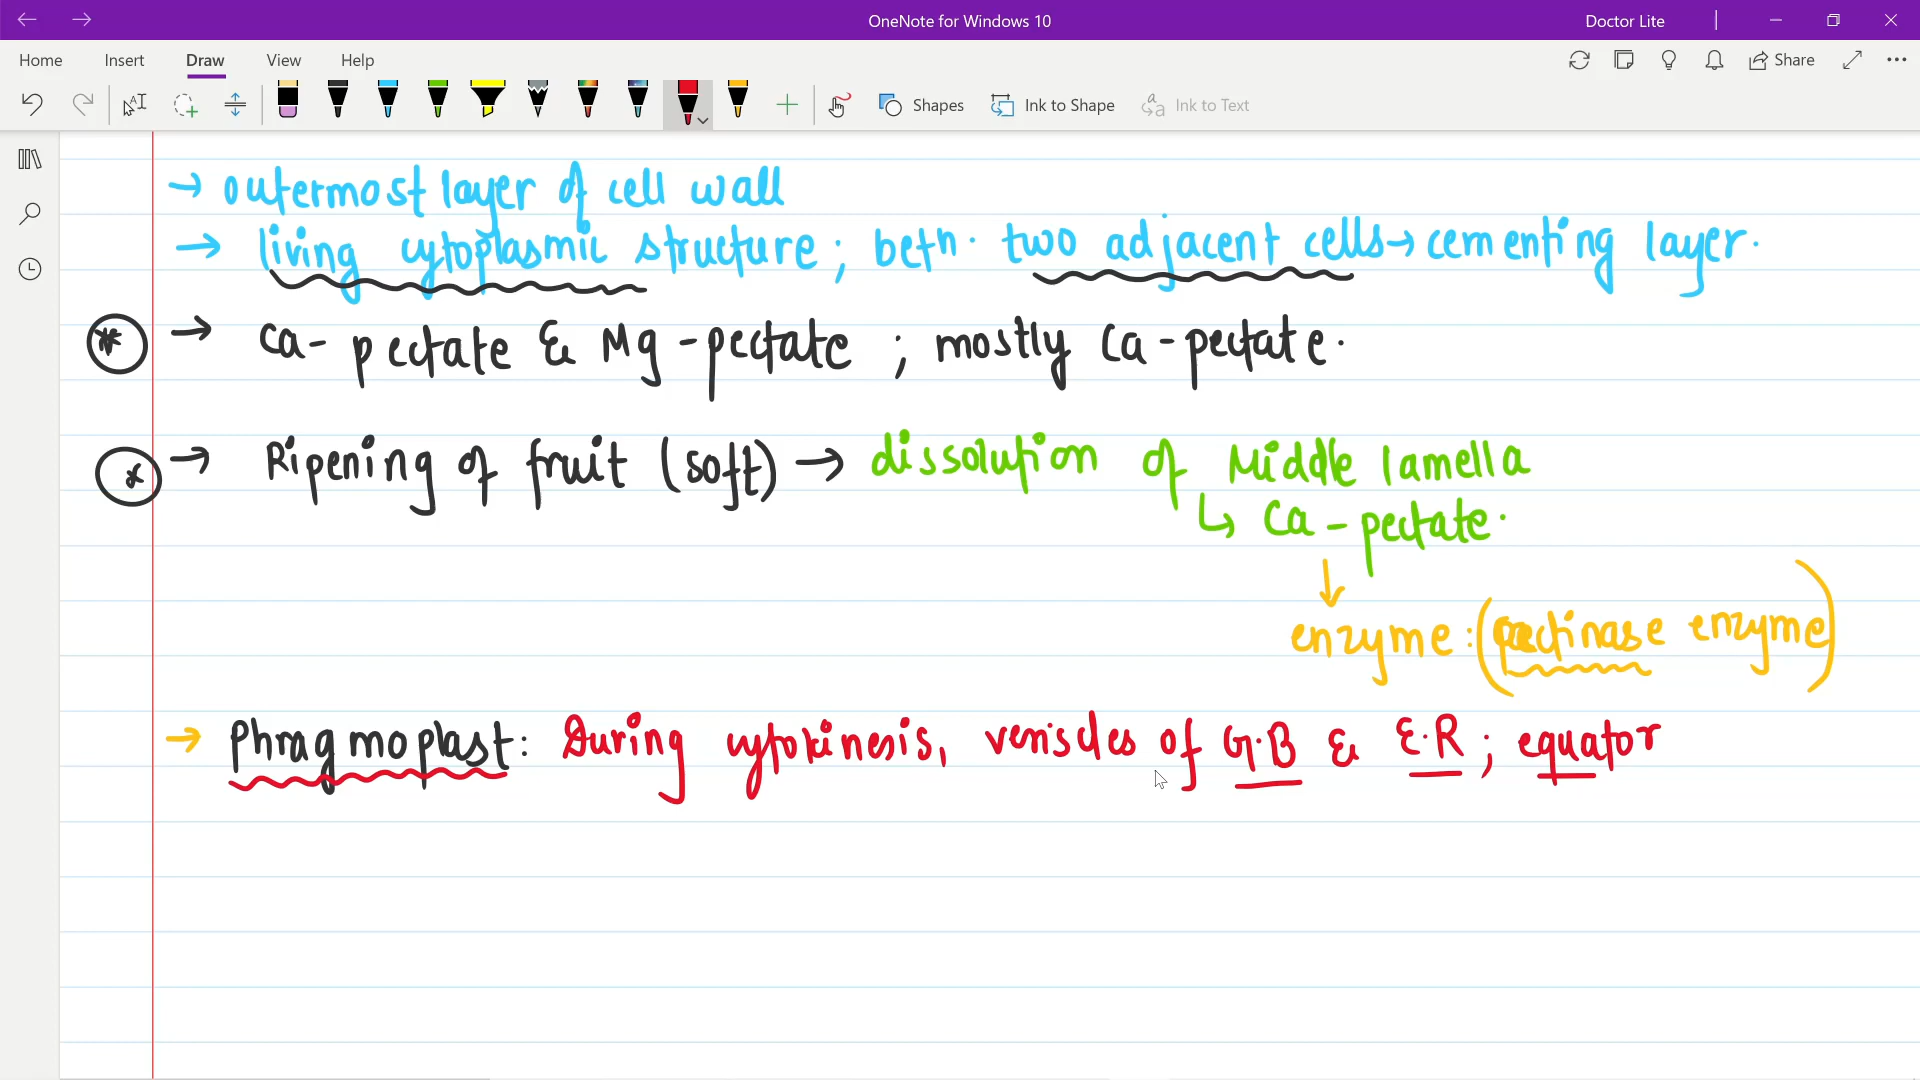 OneNote for Windows 10
Doctor Lite
Home Insert Draw View Help
Share
Shapes Ink to Shape Ink to Text
→ outermost layer of cell wall
→ living cytoplasmic structure ; betn. two adjacent cells → cementing layer.
* → Ca - pectate & Mg - pectate ; mostly Ca - pectate.
* → Ripening of fruit (soft) → dissolution of Middle lamella
↳ Ca - pectate.
↓
enzyme : (pectinase enzyme)
→ Phragmoplast : During cytokinesis, vensicles of G.B & E.R ; equator